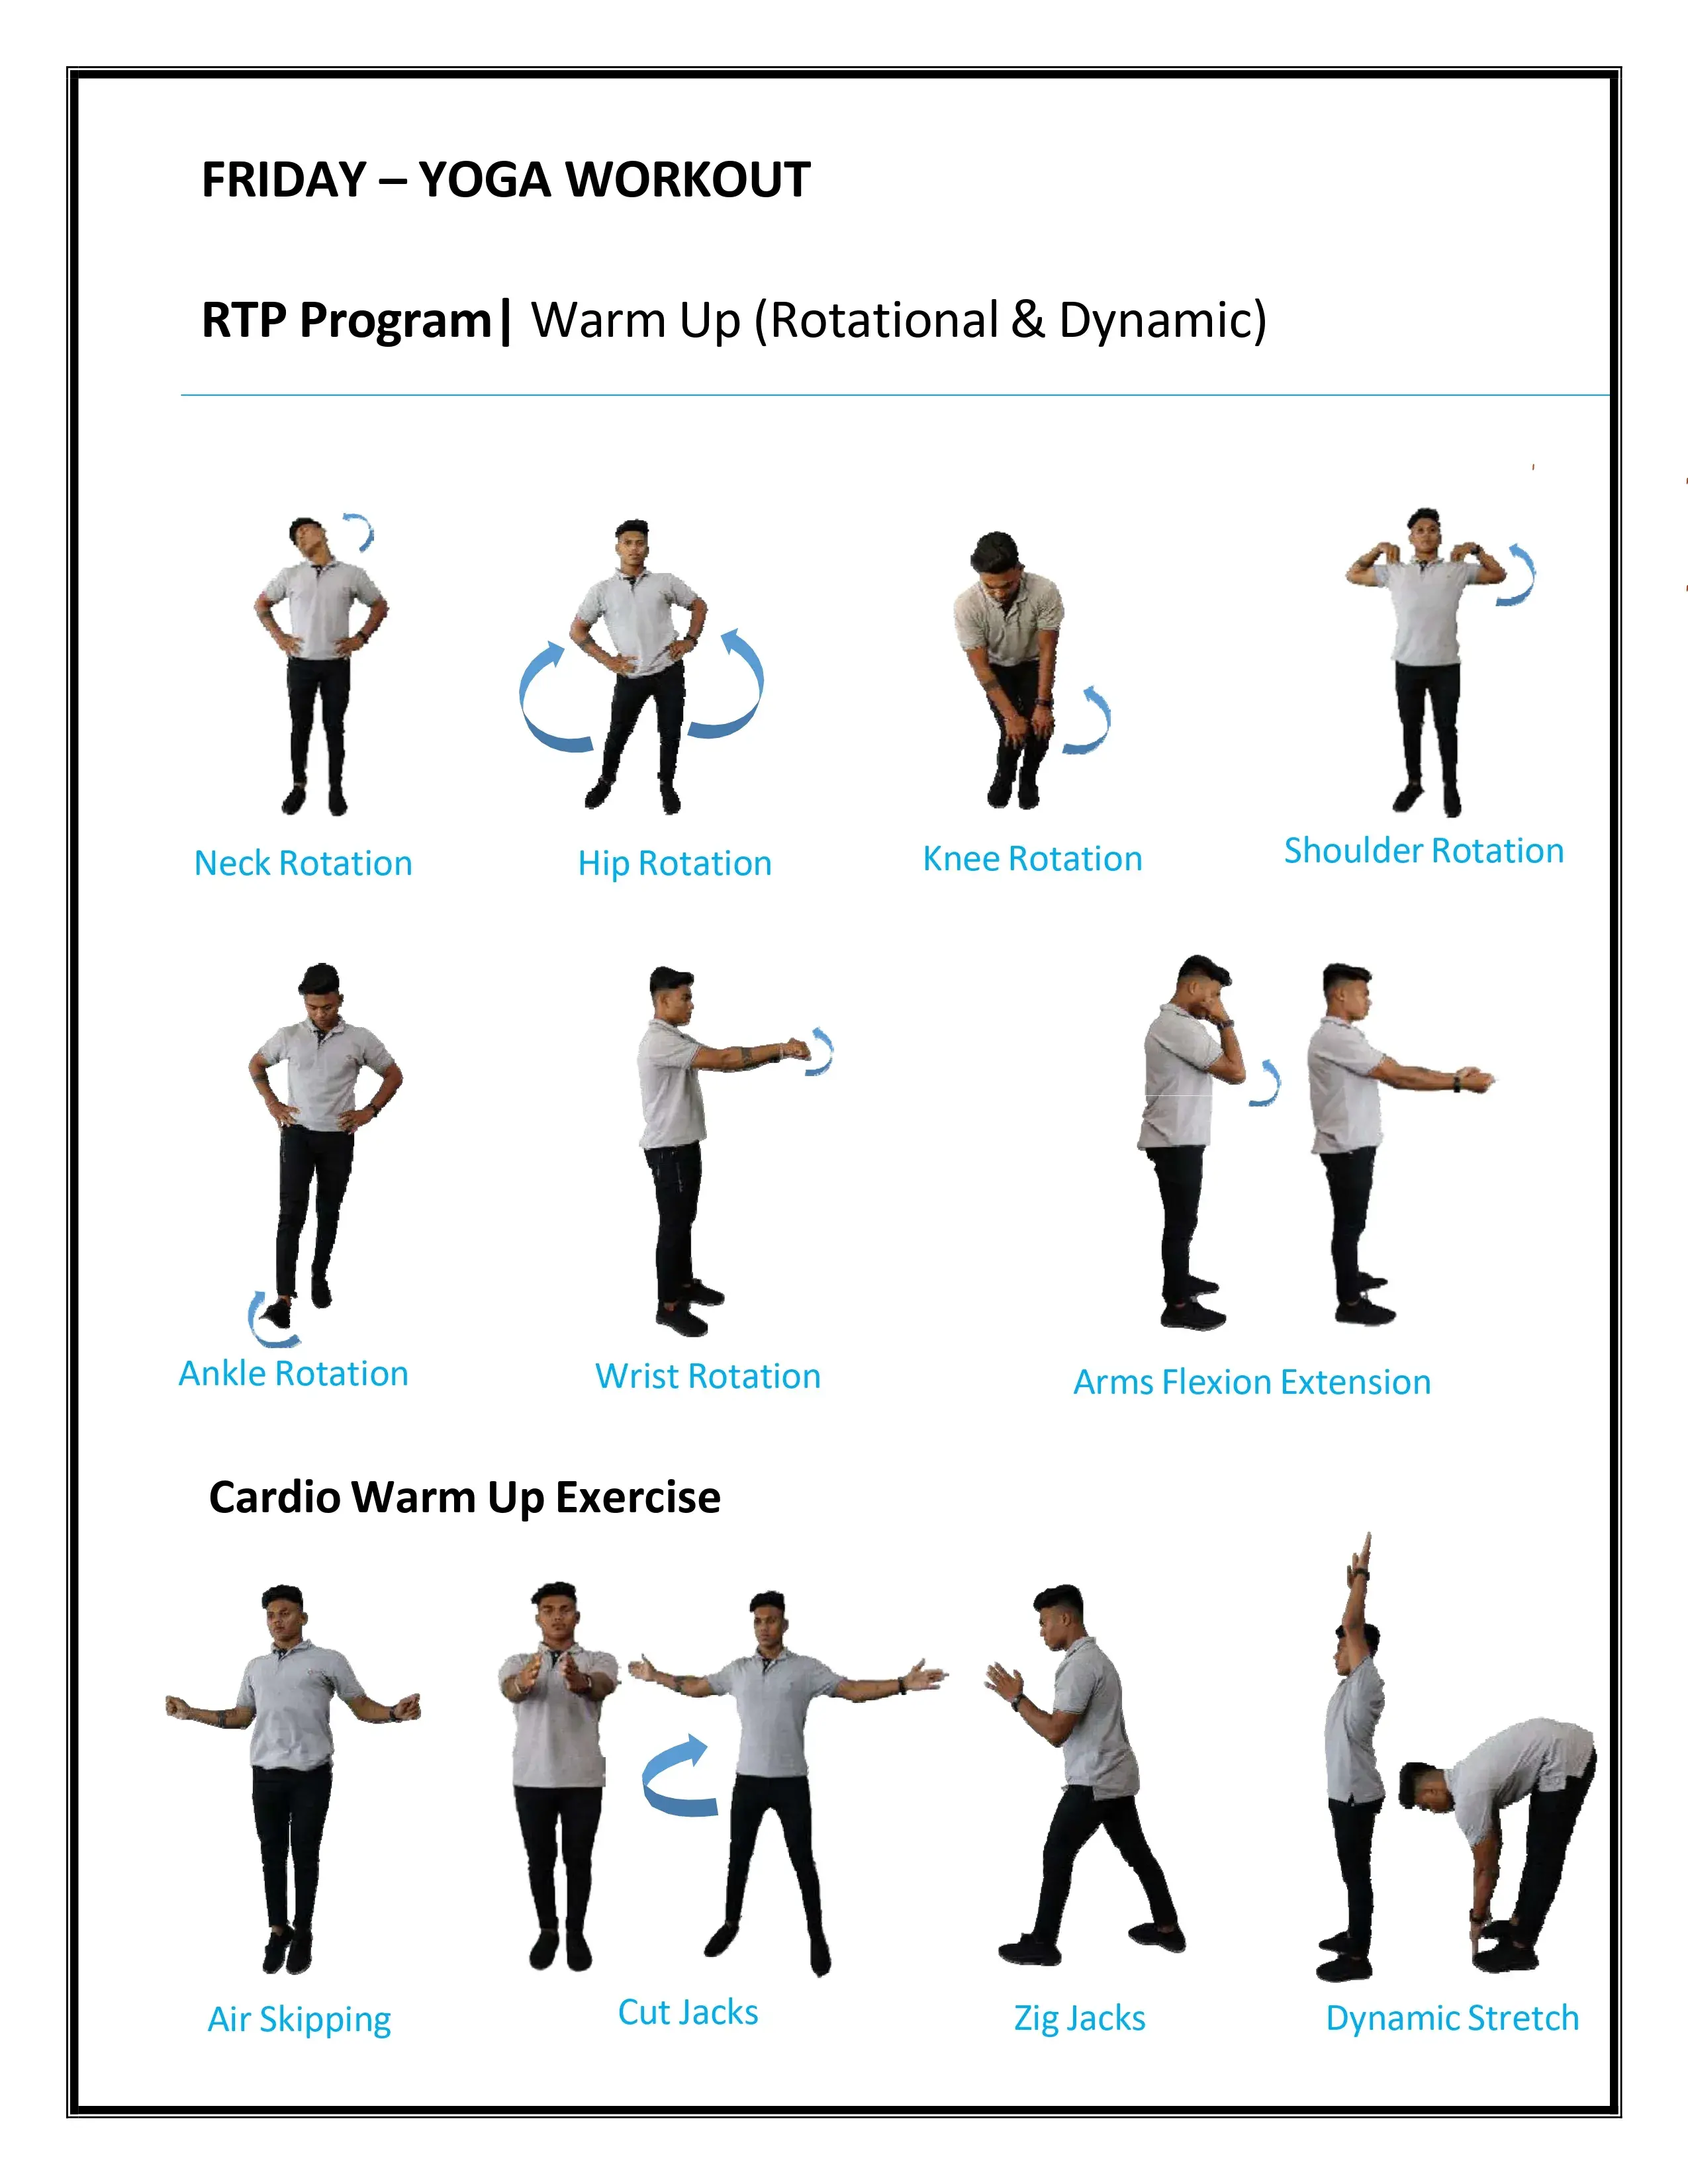 FRIDAY – YOGA WORKOUT
RTP Program| Warm Up (Rotational & Dynamic)
Neck Rotation
Hip Rotation
Knee Rotation
Shoulder Rotation
Ankle Rotation
Wrist Rotation
Arms Flexion Extension
Cardio Warm Up Exercise
Air Skipping
Cut Jacks
Zig Jacks
Dynamic Stretch